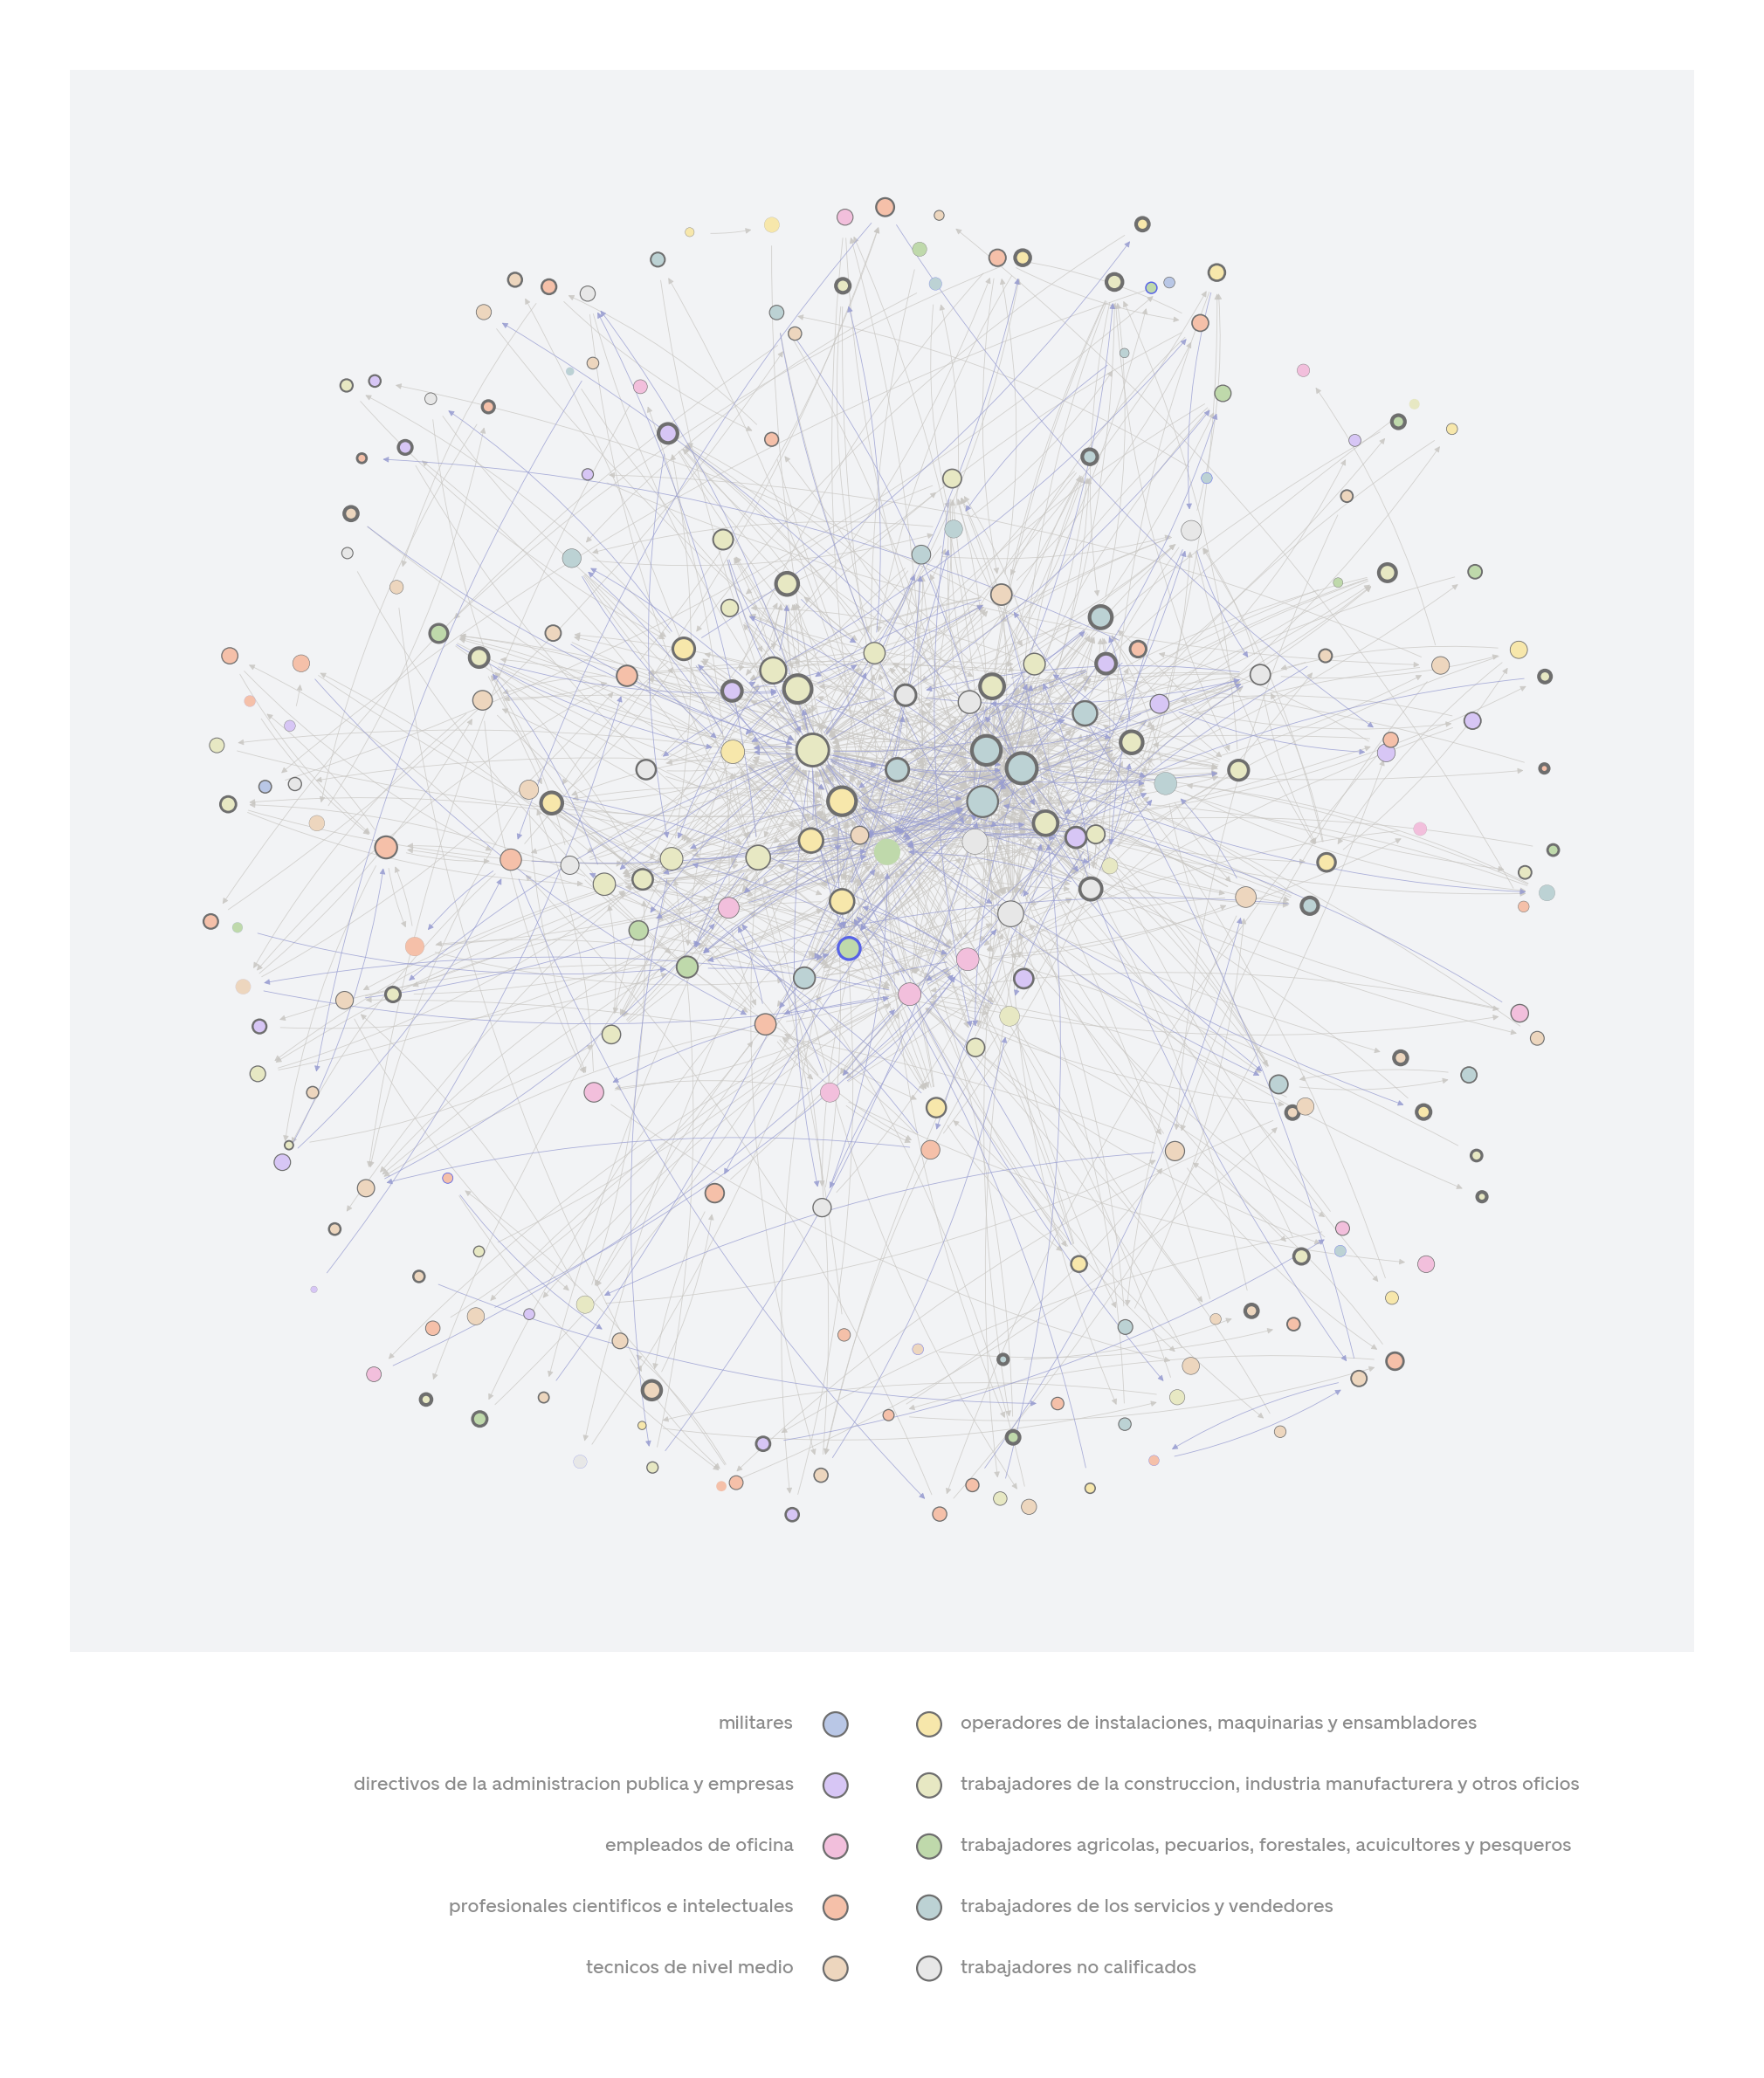 militares
directivos de la administracion publica y empresas
empleados de oficina
profesionales cientificos e intelectuales
tecnicos de nivel medio
operadores de instalaciones, maquinarias y ensambladores
trabajadores de la construccion, industria manufacturera y otros oficios
trabajadores agricolas, pecuarios, forestales, acuicultores y pesqueros
trabajadores de los servicios y vendedores
trabajadores no calificados